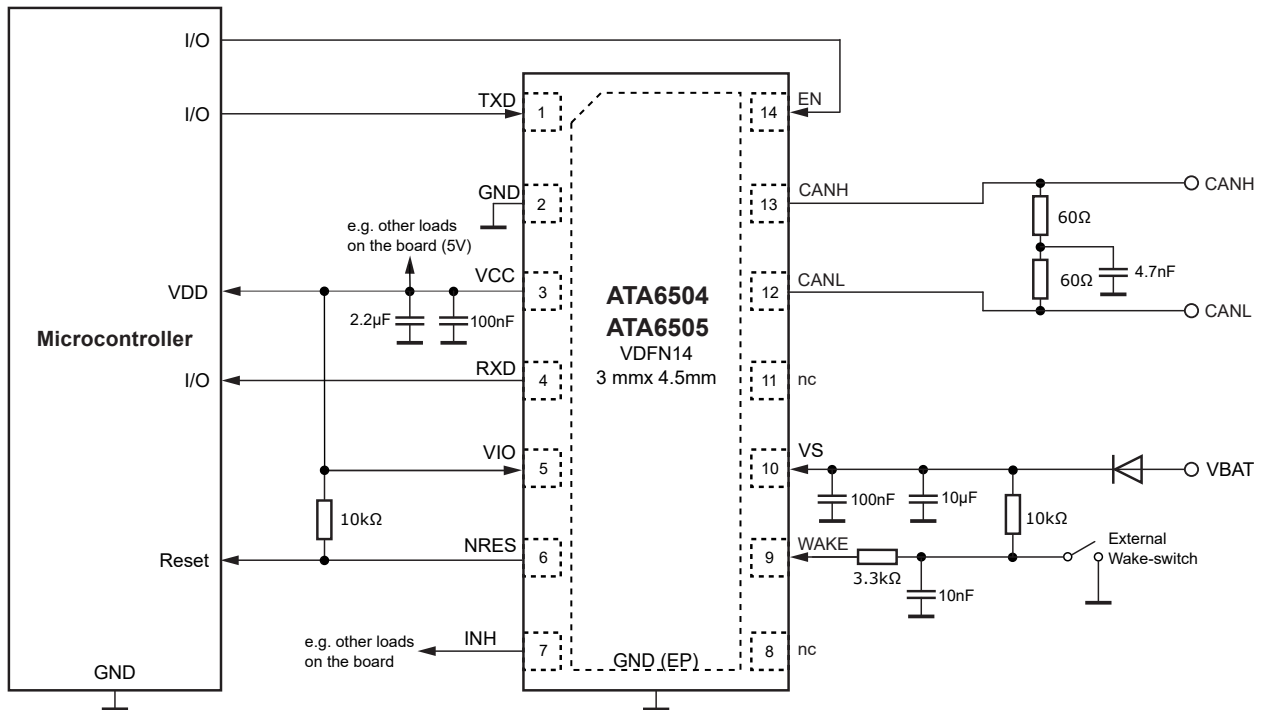 I/O
I/O
TXD
1
14
EN
GND
2
13
CANH
CANH
60Ω
e.g. other loads
on the board (5V)
VDD
VCC
3
12
CANL
60Ω
4.7nF
2.2µF
100nF
CANL
ATA6504
ATA6505
VDFN14
3 mmx 4.5mm
Microcontroller
I/O
RXD
4
11
nc
VIO
5
10
VS
VBAT
100nF
10µF
10kΩ
10kΩ
Reset
NRES
6
9
WAKE
3.3kΩ
10nF
External
Wake-switch
e.g. other loads
on the board
INH
7
8
nc
GND (EP)
GND